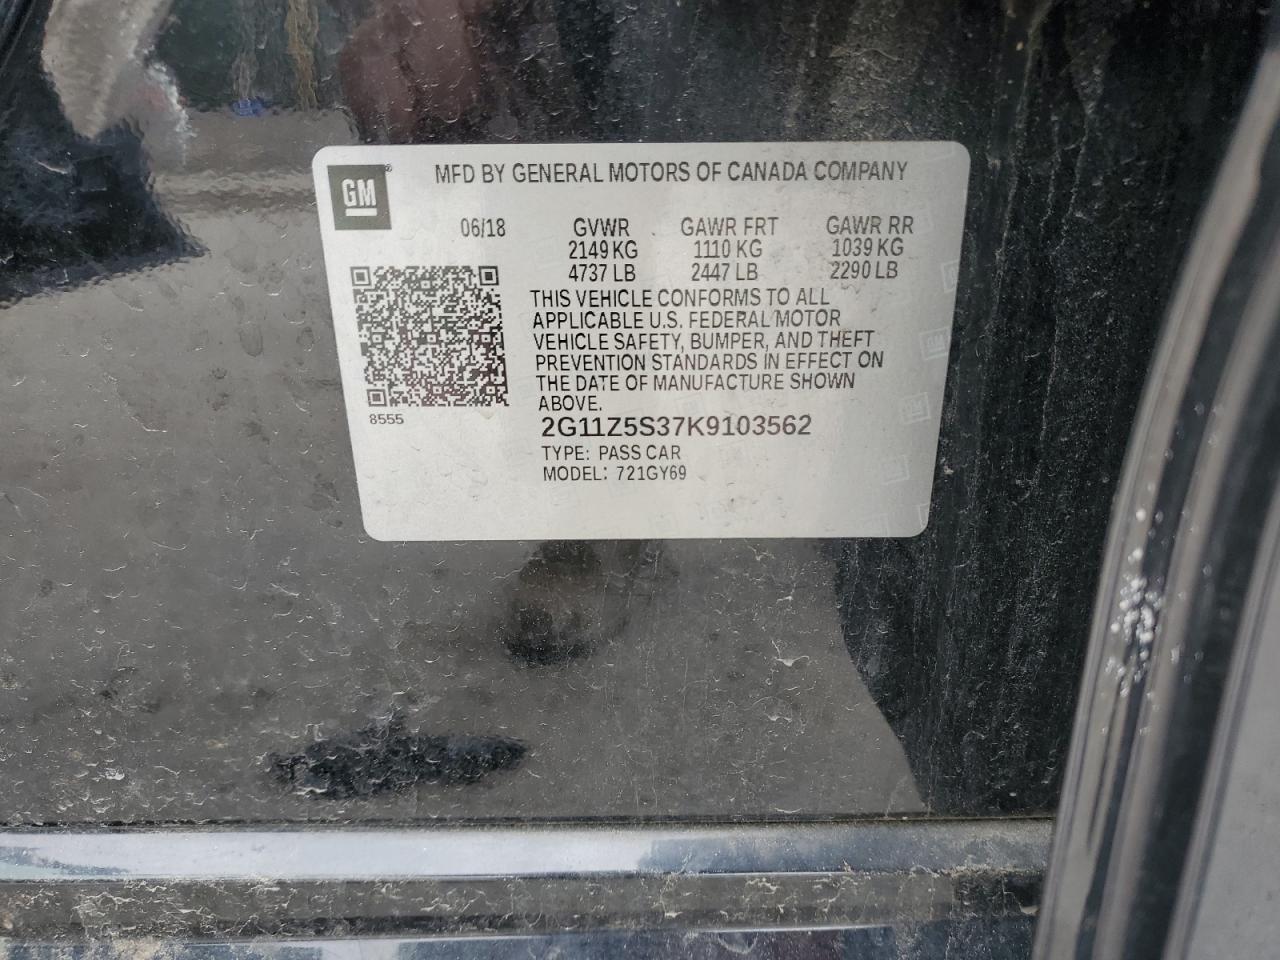 GM ®
MFD BY GENERAL MOTORS OF CANADA COMPANY
06/18 GVWR GAWR FRT GAWR RR
2149 KG 1110 KG 1039 KG
4737 LB 2447 LB 2290 LB
THIS VEHICLE CONFORMS TO ALL
APPLICABLE U.S. FEDERAL MOTOR
VEHICLE SAFETY, BUMPER, AND THEFT
PREVENTION STANDARDS IN EFFECT ON
THE DATE OF MANUFACTURE SHOWN
ABOVE.
8555
2G11Z5S37K9103562
TYPE: PASS CAR
MODEL: 721GY69